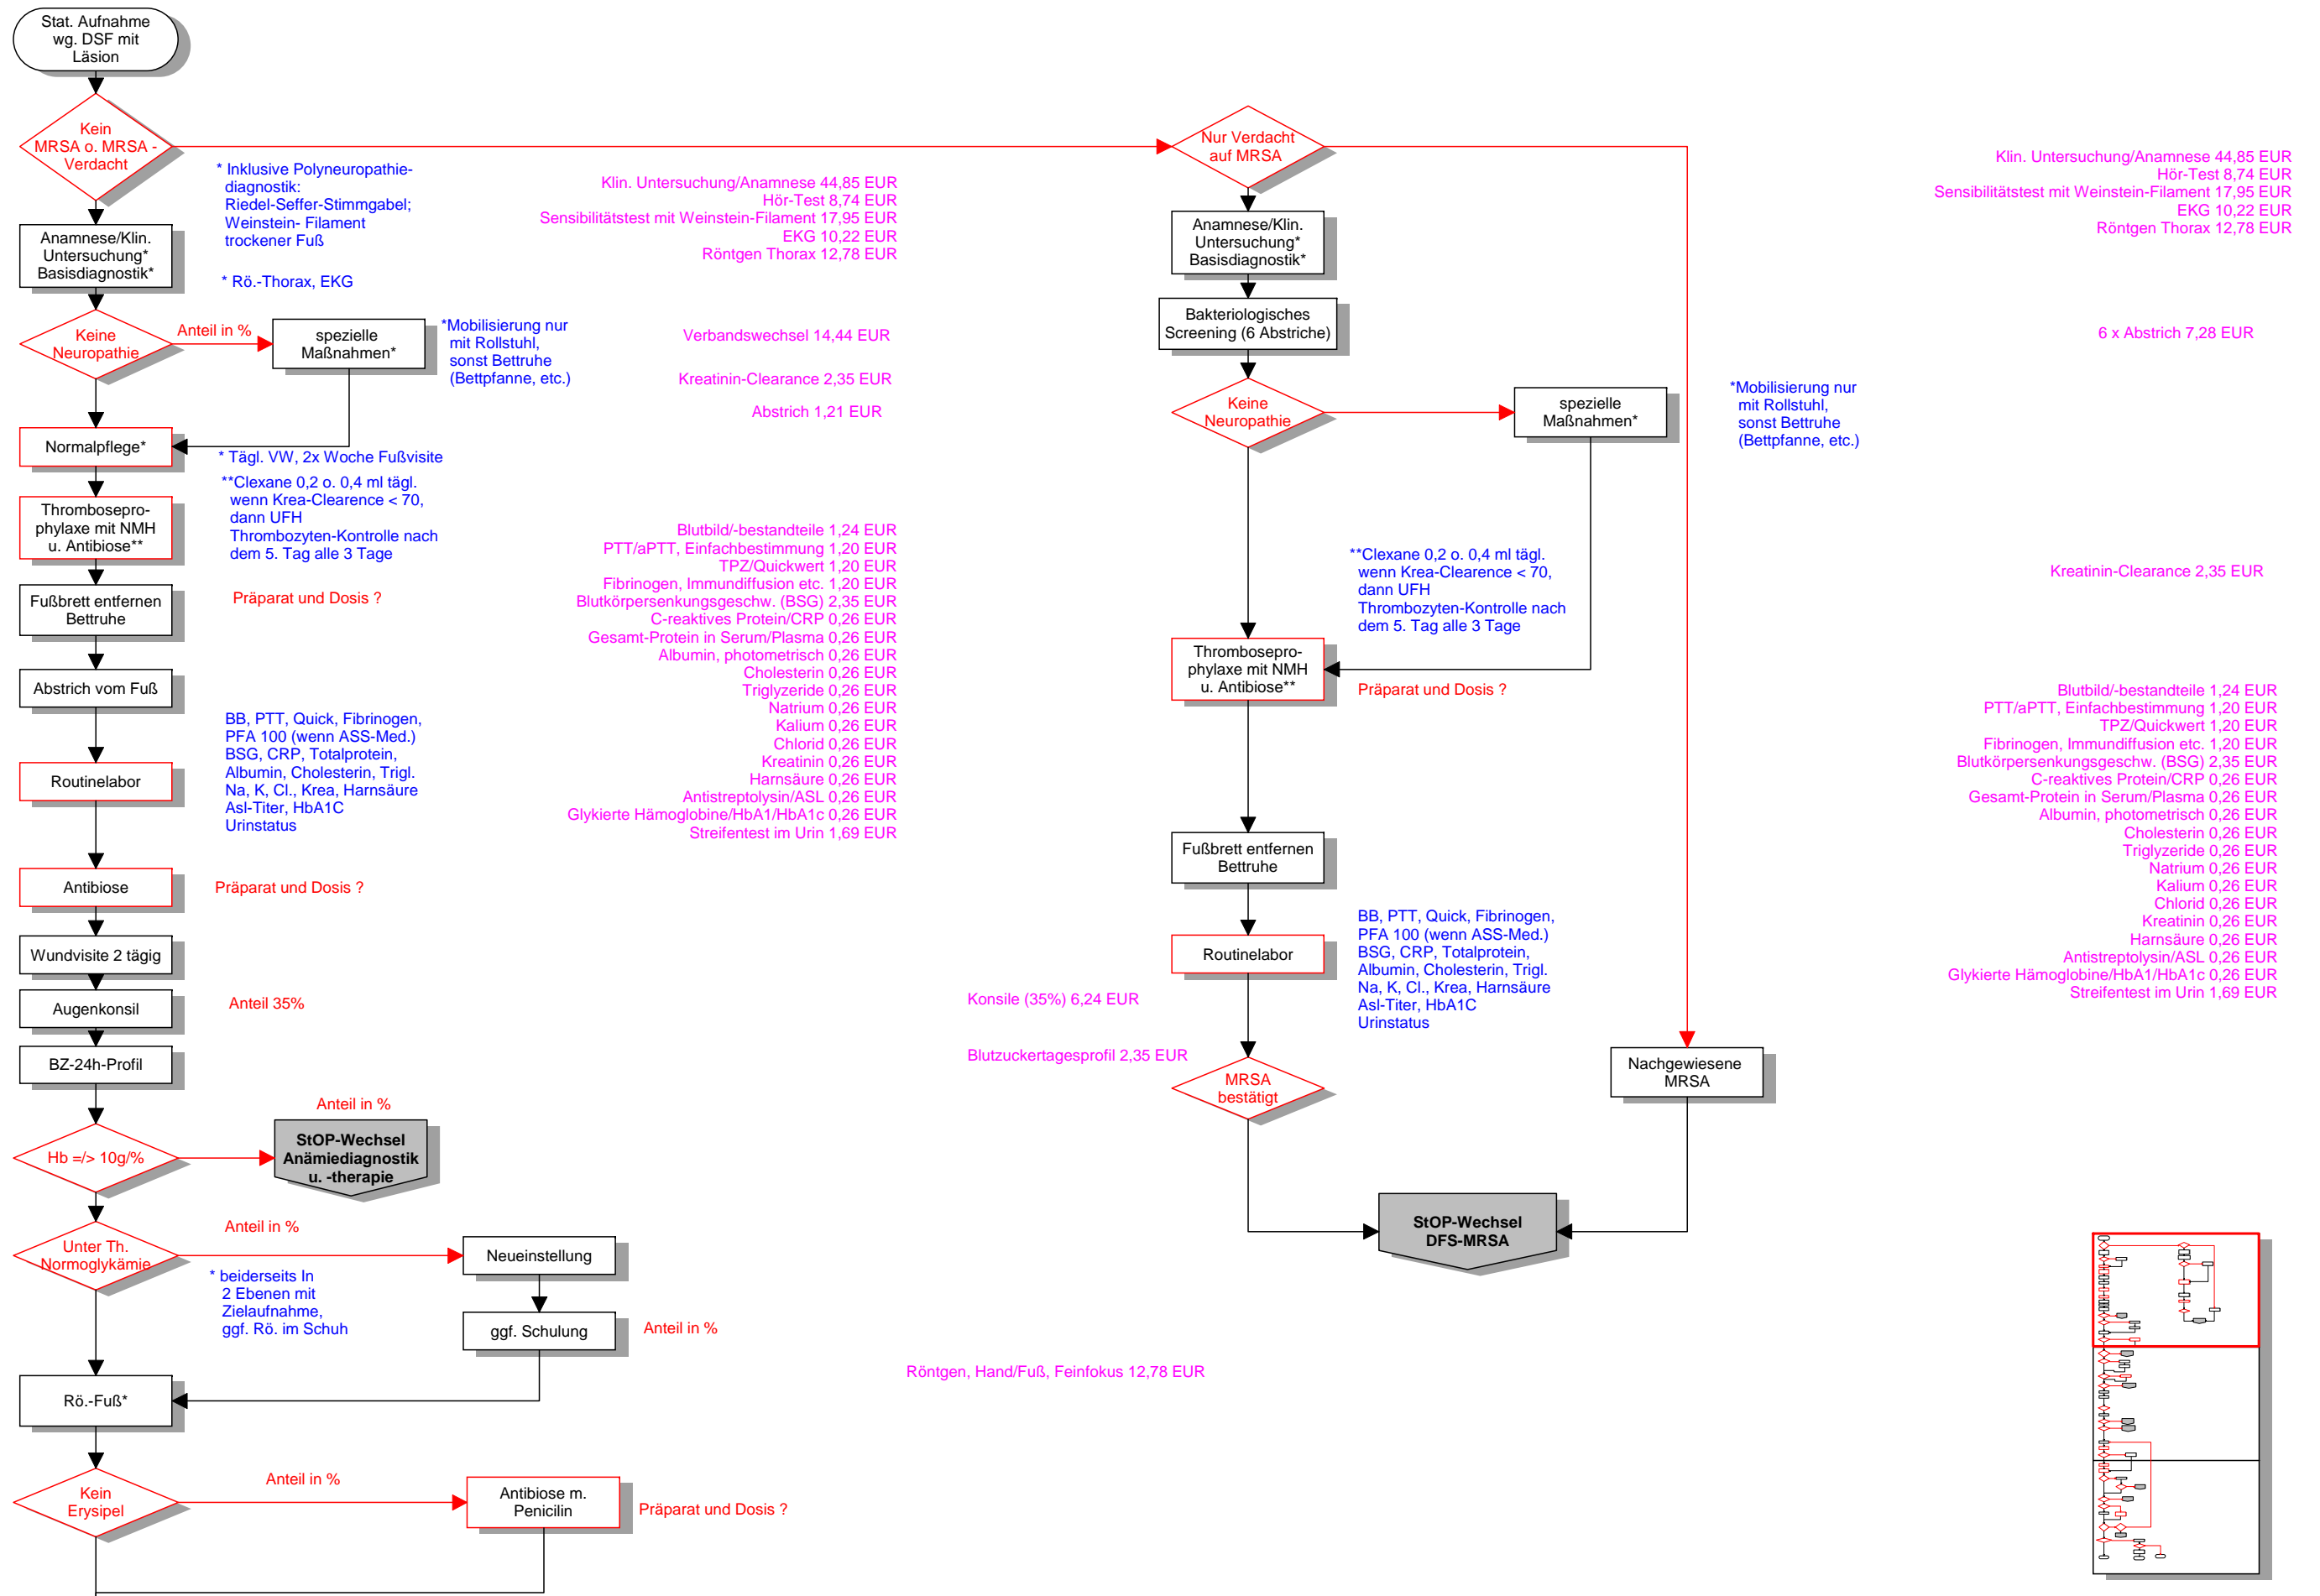 Stat. Aufnahme
wg. DSF mit
Läsion
Kein
MRSA o. MRSA -
Verdacht
* Inklusive Polyneuropathie-
diagnostik:
Riedel-Seffer-Stimmgabel;
Weinstein- Filament
trockener Fuß
* Rö.-Thorax, EKG
Anamnese/Klin.
Untersuchung*
Basisdiagnostik*
Klin. Untersuchung/Anamnese 44,85 EUR
Hör-Test 8,74 EUR
Sensibilitätstest mit Weinstein-Filament 17,95 EUR
EKG 10,22 EUR
Röntgen Thorax 12,78 EUR
Keine
Neuropathie
Anteil in %
spezielle
Maßnahmen*
*Mobilisierung nur
mit Rollstuhl,
sonst Bettruhe
(Bettpfanne, etc.)
Verbandswechsel 14,44 EUR
Kreatinin-Clearance 2,35 EUR
Abstrich 1,21 EUR
Normalpflege*
* Tägl. VW, 2x Woche Fußvisite
**Clexane 0,2 o. 0,4 ml tägl.
wenn Krea-Clearence < 70,
dann UFH
Thrombozyten-Kontrolle nach
dem 5. Tag alle 3 Tage
Thrombosepro-
phylaxe mit NMH
u. Antibiose**
Fußbrett entfernen
Bettruhe
Präparat und Dosis ?
Abstrich vom Fuß
Blutbild/-bestandteile 1,24 EUR
PTT/aPTT, Einfachbestimmung 1,20 EUR
TPZ/Quickwert 1,20 EUR
Fibrinogen, Immundiffusion etc. 1,20 EUR
Blutkörpersenkungsgeschw. (BSG) 2,35 EUR
C-reaktives Protein/CRP 0,26 EUR
Gesamt-Protein in Serum/Plasma 0,26 EUR
Albumin, photometrisch 0,26 EUR
Cholesterin 0,26 EUR
Triglyzeride 0,26 EUR
Natrium 0,26 EUR
Kalium 0,26 EUR
Chlorid 0,26 EUR
Kreatinin 0,26 EUR
Harnsäure 0,26 EUR
Antistreptolysin/ASL 0,26 EUR
Glykierte Hämoglobine/HbA1/HbA1c 0,26 EUR
Streifentest im Urin 1,69 EUR
BB, PTT, Quick, Fibrinogen,
PFA 100 (wenn ASS-Med.)
BSG, CRP, Totalprotein,
Albumin, Cholesterin, Trigl.
Na, K, Cl., Krea, Harnsäure
Asl-Titer, HbA1C
Urinstatus
Routinelabor
Antibiose
Präparat und Dosis ?
Wundvisite 2 tägig
Augenkonsil
Anteil 35%
Konsile (35%) 6,24 EUR
BZ-24h-Profil
Blutzuckertagesprofil 2,35 EUR
Hb =/> 10g/%
Anteil in %
StOP-Wechsel
Anämiediagnostik
u. -therapie
Unter Th.
Normoglykämie
Anteil in %
Neueinstellung
* beiderseits In
2 Ebenen mit
Zielaufnahme,
ggf. Rö. im Schuh
ggf. Schulung
Anteil in %
Röntgen, Hand/Fuß, Feinfokus 12,78 EUR
Rö.-Fuß*
Kein
Erysipel
Anteil in %
Antibiose m.
Penicilin
Präparat und Dosis ?
Nur Verdacht
auf MRSA
Anamnese/Klin.
Untersuchung*
Basisdiagnostik*
Klin. Untersuchung/Anamnese 44,85 EUR
Hör-Test 8,74 EUR
Sensibilitätstest mit Weinstein-Filament 17,95 EUR
EKG 10,22 EUR
Röntgen Thorax 12,78 EUR
Bakteriologisches
Screening (6 Abstriche)
6 x Abstrich 7,28 EUR
Keine
Neuropathie
spezielle
Maßnahmen*
*Mobilisierung nur
mit Rollstuhl,
sonst Bettruhe
(Bettpfanne, etc.)
**Clexane 0,2 o. 0,4 ml tägl.
wenn Krea-Clearence < 70,
dann UFH
Thrombozyten-Kontrolle nach
dem 5. Tag alle 3 Tage
Kreatinin-Clearance 2,35 EUR
Thrombosepro-
phylaxe mit NMH
u. Antibiose**
Präparat und Dosis ?
Blutbild/-bestandteile 1,24 EUR
PTT/aPTT, Einfachbestimmung 1,20 EUR
TPZ/Quickwert 1,20 EUR
Fibrinogen, Immundiffusion etc. 1,20 EUR
Blutkörpersenkungsgeschw. (BSG) 2,35 EUR
C-reaktives Protein/CRP 0,26 EUR
Gesamt-Protein in Serum/Plasma 0,26 EUR
Albumin, photometrisch 0,26 EUR
Cholesterin 0,26 EUR
Triglyzeride 0,26 EUR
Natrium 0,26 EUR
Kalium 0,26 EUR
Chlorid 0,26 EUR
Kreatinin 0,26 EUR
Harnsäure 0,26 EUR
Antistreptolysin/ASL 0,26 EUR
Glykierte Hämoglobine/HbA1/HbA1c 0,26 EUR
Streifentest im Urin 1,69 EUR
Fußbrett entfernen
Bettruhe
Routinelabor
BB, PTT, Quick, Fibrinogen,
PFA 100 (wenn ASS-Med.)
BSG, CRP, Totalprotein,
Albumin, Cholesterin, Trigl.
Na, K, Cl., Krea, Harnsäure
Asl-Titer, HbA1C
Urinstatus
MRSA
bestätigt
Nachgewiesene
MRSA
StOP-Wechsel
DFS-MRSA